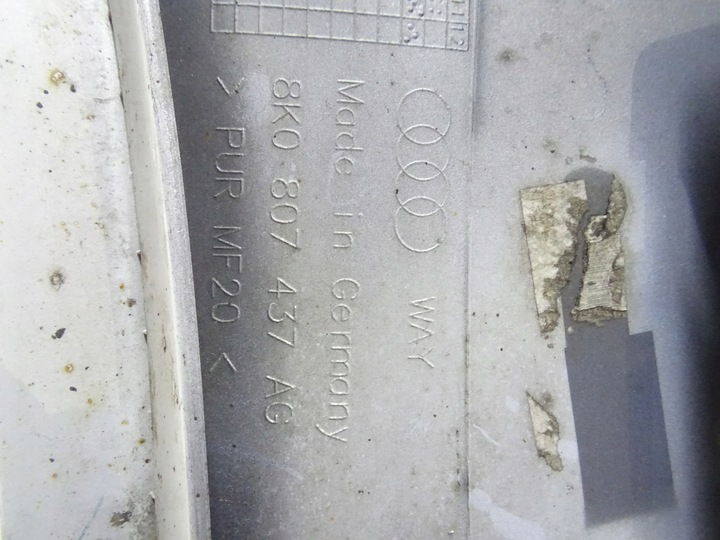 WAY
Made in Germany
8K0 807 437 AG
> PUR MF20 <